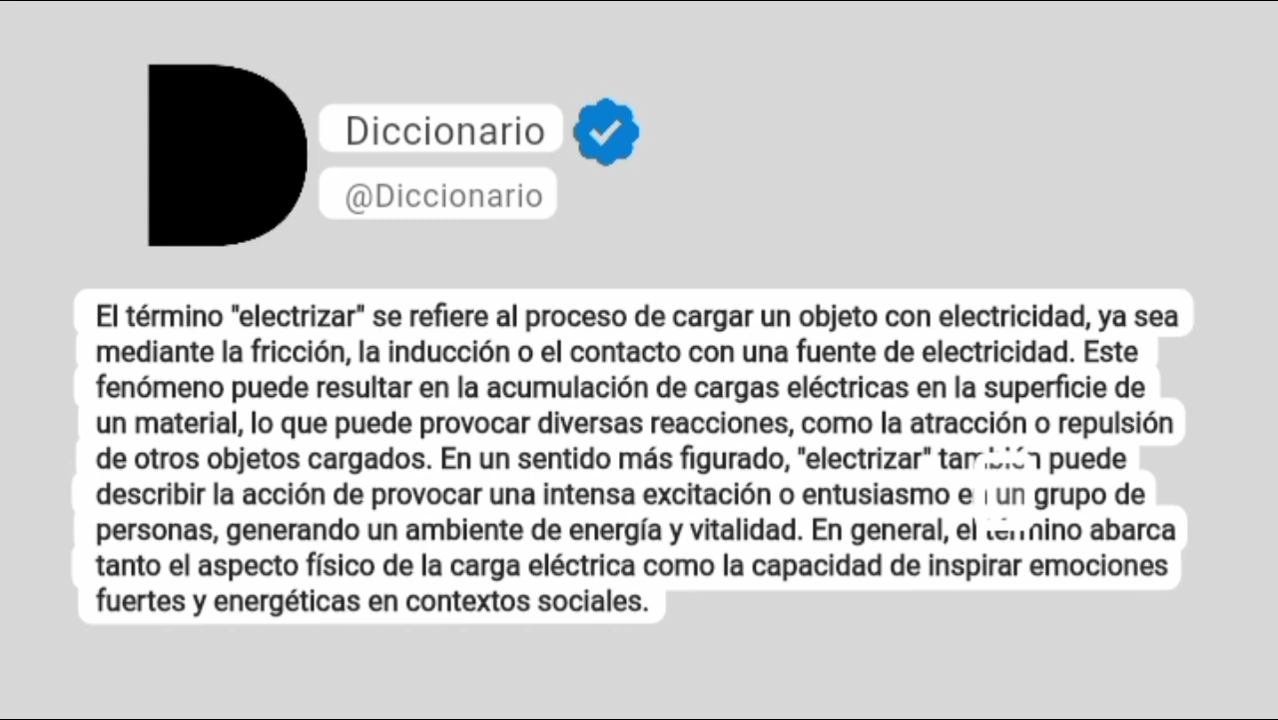 Diccionario
@Diccionario
El término "electrizar" se refiere al proceso de cargar un objeto con electricidad, ya sea
mediante la fricción, la inducción o el contacto con una fuente de electricidad. Este
fenómeno puede resultar en la acumulación de cargas eléctricas en la superficie de
un material, lo que puede provocar diversas reacciones, como la atracción o repulsión
de otros objetos cargados. En un sentido más figurado, "electrizar" también puede
describir la acción de provocar una intensa excitación o entusiasmo en un grupo de
personas, generando un ambiente de energía y vitalidad. En general, el término abarca
tanto el aspecto físico de la carga eléctrica como la capacidad de inspirar emociones
fuertes y energéticas en contextos sociales.